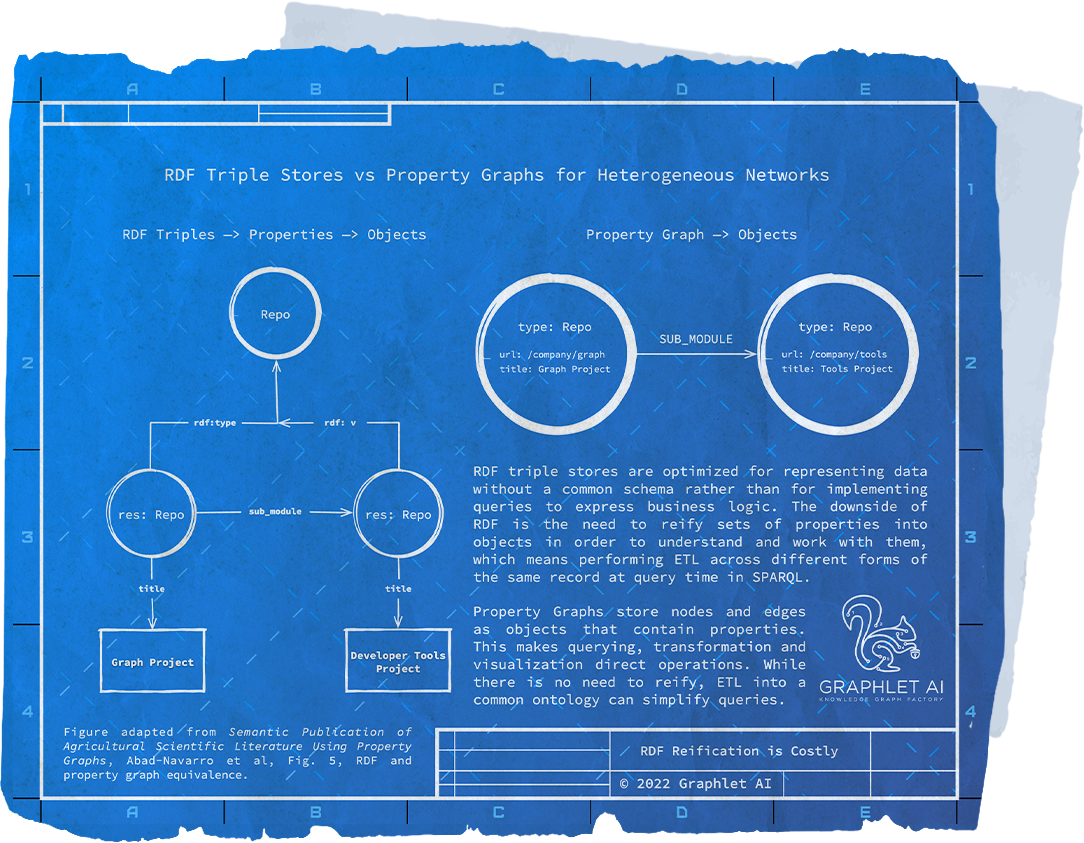 A B C D E
1 1
RDF Triple Stores vs Property Graphs for Heterogeneous Networks
RDF Triples —> Properties —> Objects
Property Graph —> Objects
Repo
type: Repo
url: /company/graph
title: Graph Project
SUB_MODULE
type: Repo
url: /company/tools
title: Tools Project
2 2
rdf:type
rdf: v
res: Repo
sub_module
res: Repo
3 3
title
title
Graph Project
Developer Tools
Project
RDF triple stores are optimized for representing data
without a common schema rather than for implementing
queries to express business logic. The downside of
RDF is the need to reify sets of properties into
objects in order to understand and work with them,
which means performing ETL across different forms of
the same record at query time in SPARQL.
Property Graphs store nodes and edges
as objects that contain properties.
This makes querying, transformation and
visualization direct operations. While
there is no need to reify, ETL into a
common ontology can simplify queries.
GRAPHLET AI
KNOWLEDGE GRAPH FACTORY
4 4
Figure adapted from Semantic Publication of
Agricultural Scientific Literature Using Property
Graphs, Abad-Navarro et al, Fig. 5, RDF and
property graph equivalence.
RDF Reification is Costly
© 2022 Graphlet AI
A B C D E